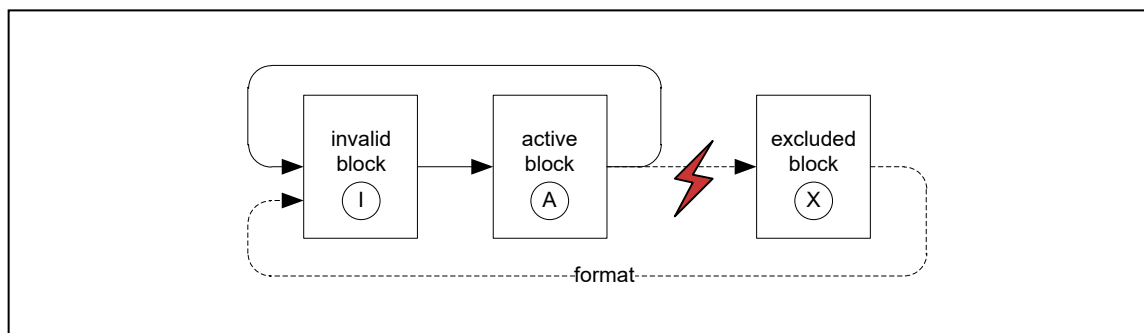 invalid
block
I
active
block
A
excluded
block
X
format